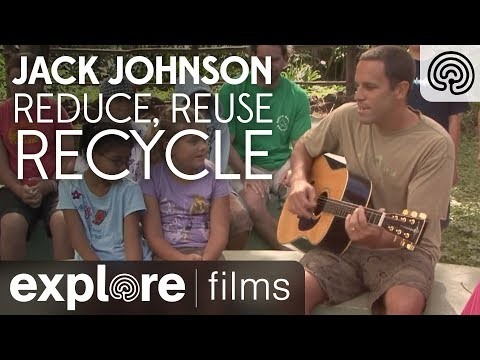 JACK JOHNSON
REDUCE, REUSE
RECYCLE
explore | films